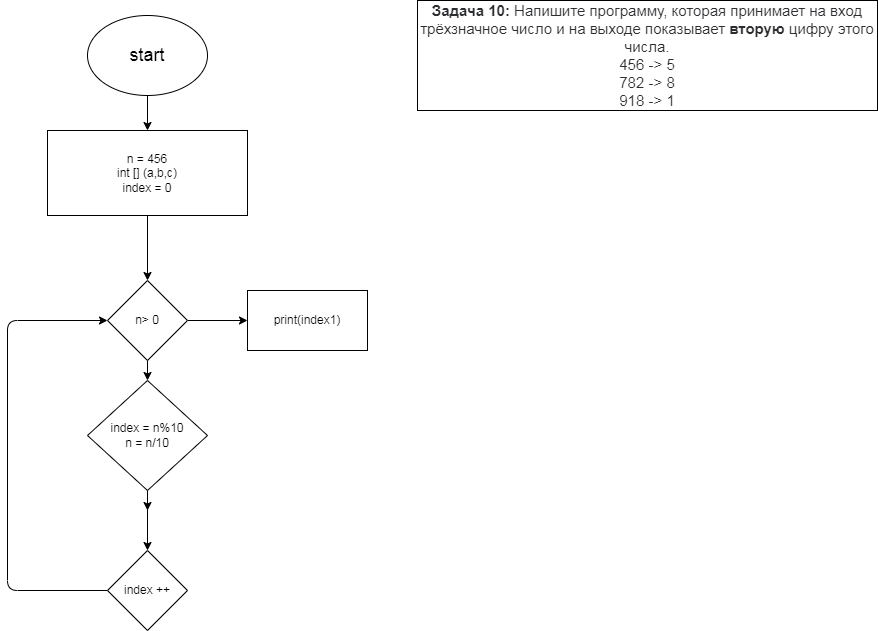 start
Задача 10: Напишите программу, которая принимает на вход
трёхзначное число и на выходе показывает вторую цифру этого
числа.
456 -> 5
782 -> 8
918 -> 1
n = 456
int [] (a,b,c)
index = 0
n> 0
print(index1)
index = n%10
n = n/10
index ++